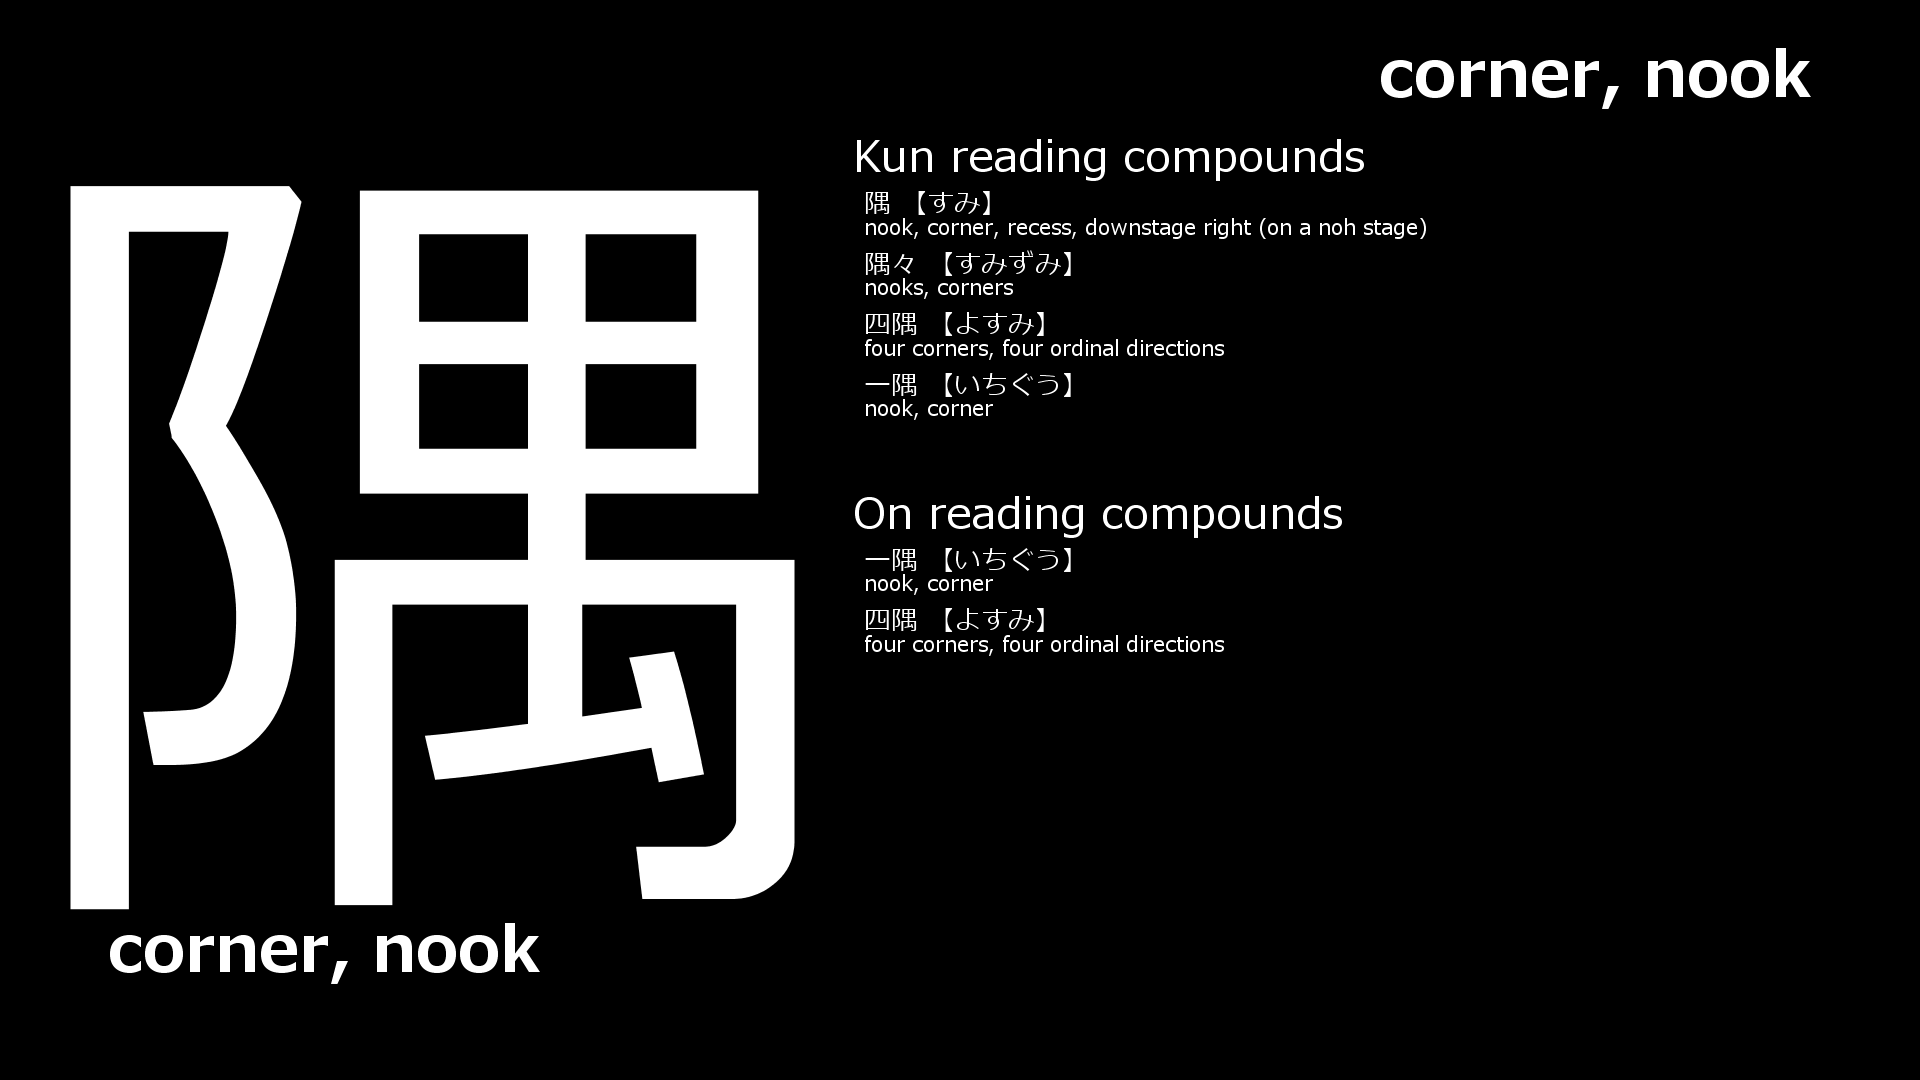 corner, nook
隅
corner, nook
Kun reading compounds
隅 【すみ】
nook, corner, recess, downstage right (on a noh stage)
隅々 【すみずみ】
nooks, corners
四隅 【よすみ】
four corners, four ordinal directions
一隅 【いちぐう】
nook, corner
On reading compounds
一隅 【いちぐう】
nook, corner
四隅 【よすみ】
four corners, four ordinal directions